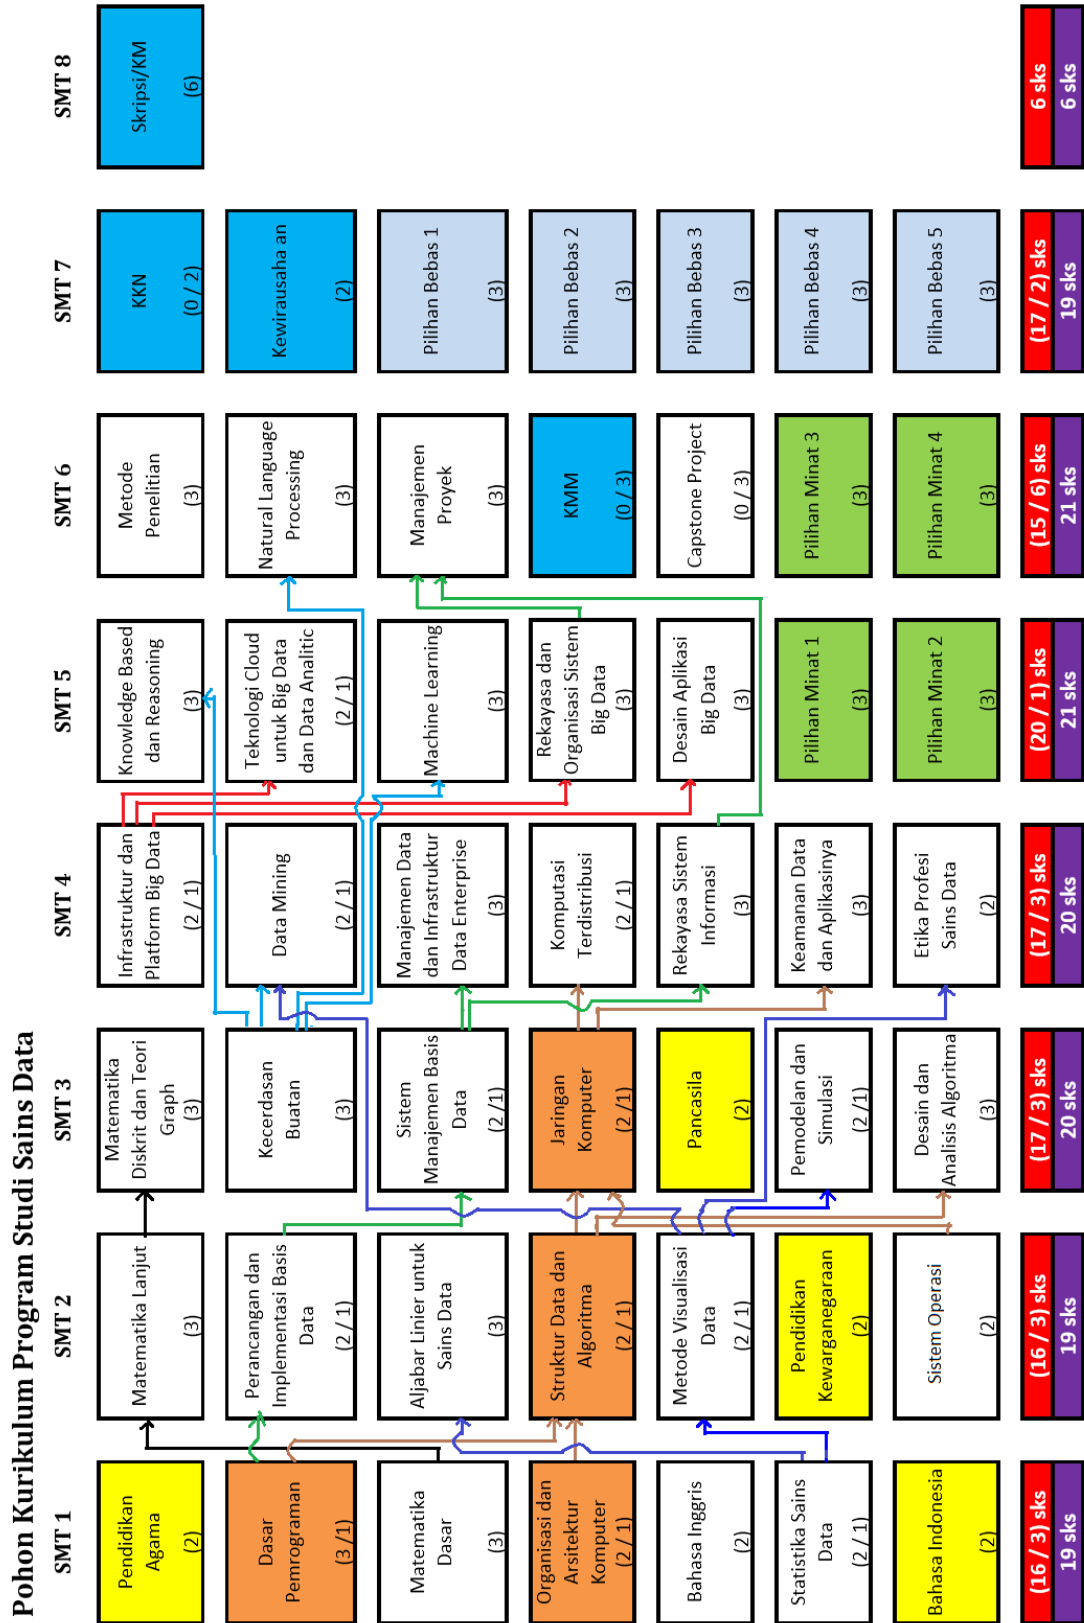 Pohon Kurikulum Program Studi Sains Data
SMT 1
SMT 2
SMT 3
SMT 4
SMT 5
SMT 6
SMT 7
SMT 8
Pendidikan
Agama
(2)
Matematika Lanjut
(3)
Matematika
Diskrit dan Teori
Graph
(3)
Infrastruktur dan
Platform Big Data
(2 / 1)
Knowledge Based
dan Reasoning
(3)
Metode
Penelitian
(3)
KKN
(0 / 2)
Skripsi/KM
(6)
Dasar
Pemrograman
(3 /1)
Perancangan dan
Implementasi Basis
Data
(2 / 1)
Kecerdasan
Buatan
(3)
Data Mining
(2 / 1)
Teknologi Cloud
untuk Big Data
dan Data Analitic
(2 / 1)
Natural Language
Processing
(3)
Kewirausaha an
(2)
Matematika
Dasar
(3)
Aljabar Linier untuk
Sains Data
(3)
Sistem
Manajemen Basis
Data
(2 /1)
Manajemen Data
dan Infrastruktur
Data Enterprise
(3)
Machine Learning
(3)
Manajemen
Proyek
(3)
Pilihan Bebas 1
(3)
Organisasi dan
Arsitektur
Komputer
(2 / 1)
Struktur Data dan
Algoritma
(2 / 1)
Jaringan
Komputer
(2 /1)
Komputasi
Terdistribusi
(2 / 1)
Rekayasa dan
Organisasi Sistem
Big Data
(3)
KMM
(0 / 3)
Pilihan Bebas 2
(3)
Bahasa Inggris
(2)
Metode Visualisasi
Data
(2 / 1)
Pancasila
(2)
Rekayasa Sistem
Informasi
(3)
Desain Aplikasi
Big Data
(3)
Capstone Project
(0 / 3)
Pilihan Bebas 3
(3)
Statistika Sains
Data
(2 / 1)
Pendidikan
Kewarganegaraan
(2)
Pemodelan dan
Simulasi
(2 /1)
Keamanan Data
dan Aplikasinya
(3)
Pilihan Minat 1
(3)
Pilihan Minat 3
(3)
Pilihan Bebas 4
(3)
Bahasa Indonesia
(2)
Sistem Operasi
(2)
Desain dan
Analisis Algoritma
(3)
Etika Profesi
Sains Data
(2)
Pilihan Minat 2
(3)
Pilihan Minat 4
(3)
Pilihan Bebas 5
(3)
(16 / 3) sks
(16 / 3) sks
(17 / 3) sks
(17 / 3) sks
(20 / 1) sks
(15 / 6) sks
(17 / 2) sks
6 sks
19 sks
19 sks
20 sks
20 sks
21 sks
21 sks
19 sks
6 sks